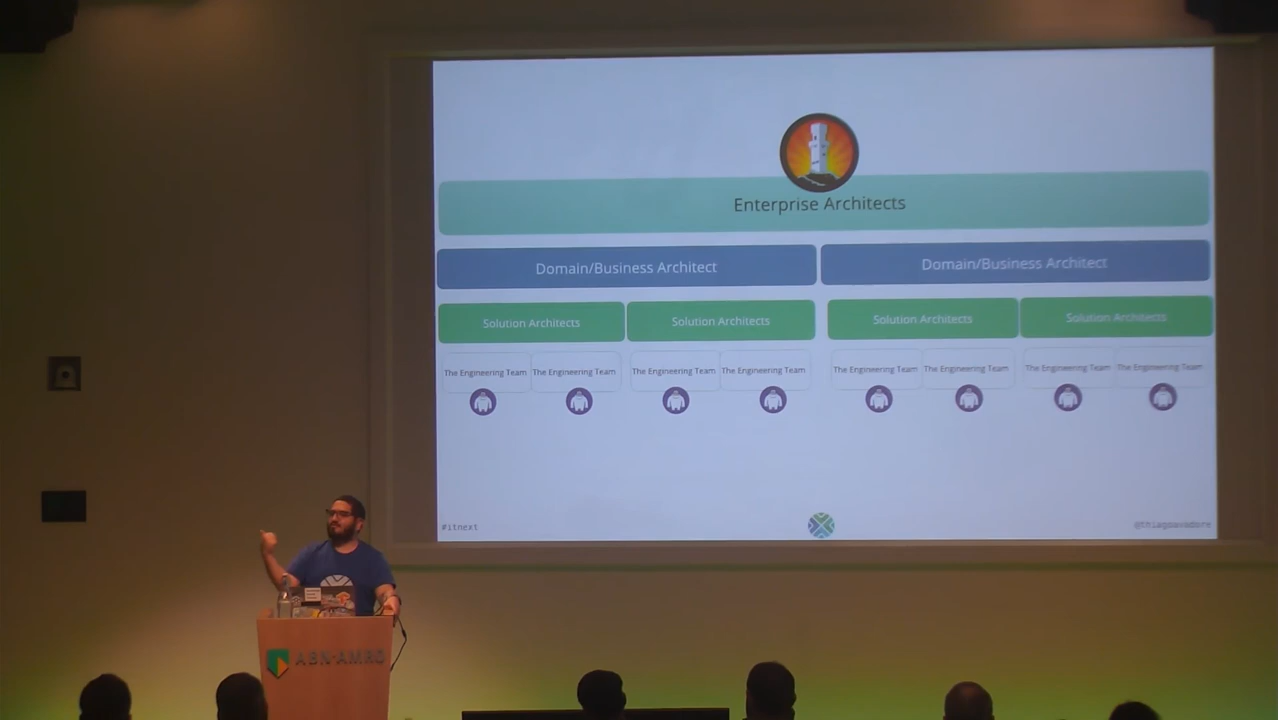 Enterprise Architects
Domain/Business Architect Domain/Business Architect
Solution Architects Solution Architects Solution Architects Solution Architects
The Engineering Team The Engineering Team The Engineering Team The Engineering Team The Engineering Team The Engineering Team The Engineering Team The Engineering Team
#itnext @thiagoavadore
ABN·AMRO